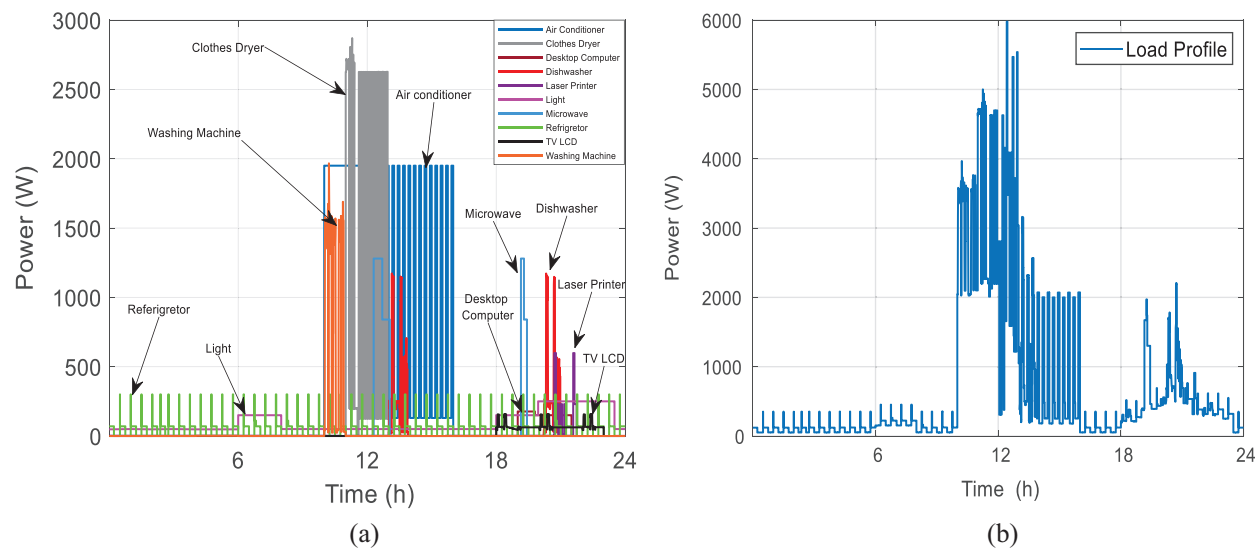 3000
2500
2000
1500
1000
500
0
Power (W)
6
12
18
24
Time (h)
(a)
Clothes Dryer
Washing Machine
Air conditioner
Microwave
Dishwasher
Desktop
Computer
Laser Printer
TV LCD
Referigretor
Light
Air Conditioner
Clothes Dryer
Desktop Computer
Dishwasher
Laser Printer
Light
Microwave
Refrigretor
TV LCD
Washing Machine
6000
5000
4000
3000
2000
1000
0
Power (W)
6
12
18
24
Time (h)
(b)
Load Profile